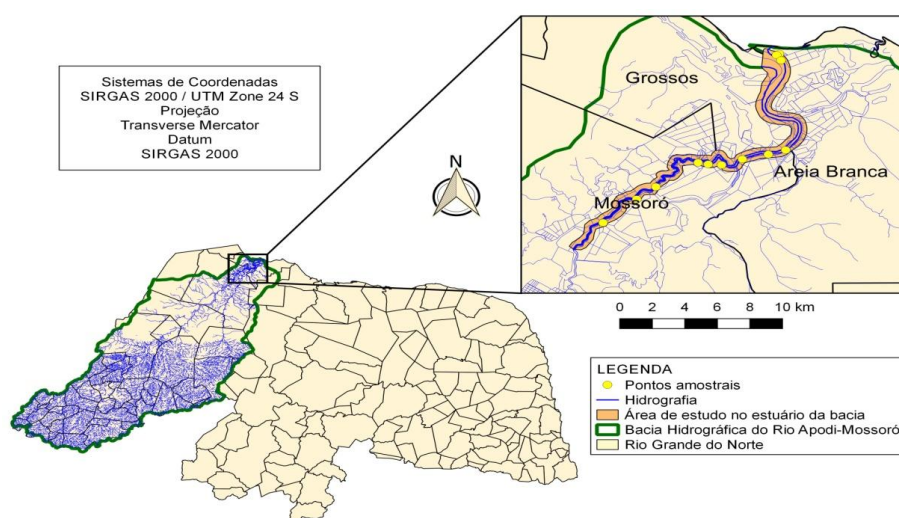 Sistemas de Coordenadas
SIRGAS 2000 / UTM Zone 24 S
Projeção
Transverse Mercator
Datum
SIRGAS 2000
N
Grossos
Areia Branca
Mossoró
0 2 4 6 8 10 km
LEGENDA
Pontos amostrais
Hidrografia
Área de estudo no estuário da bacia
Bacia Hidrográfica do Rio Apodi-Mossoró
Rio Grande do Norte